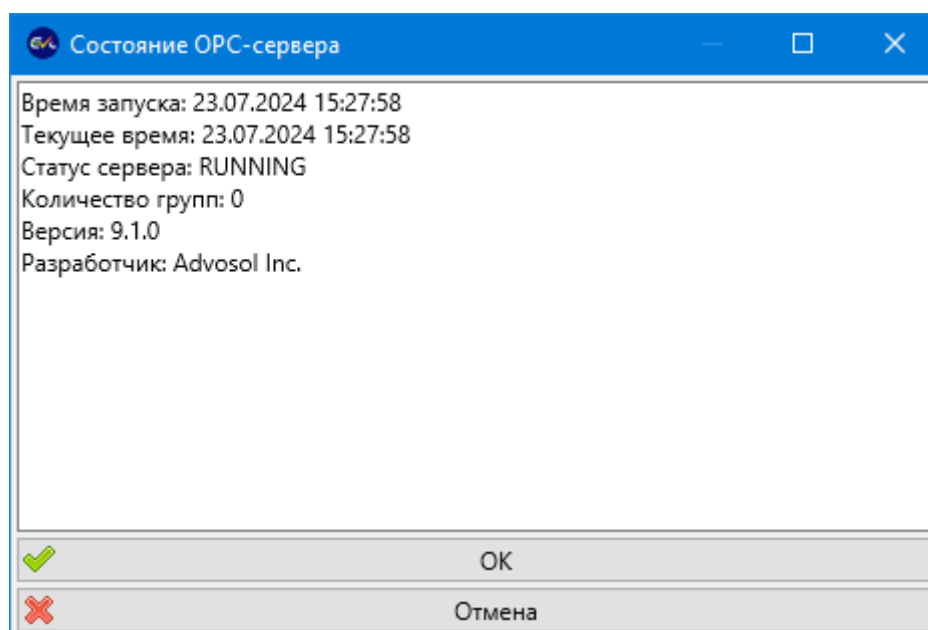 Состояние OPC-сервера
Время запуска: 23.07.2024 15:27:58
Текущее время: 23.07.2024 15:27:58
Статус сервера: RUNNING
Количество групп: 0
Версия: 9.1.0
Разработчик: Advosol Inc.
OK
Отмена